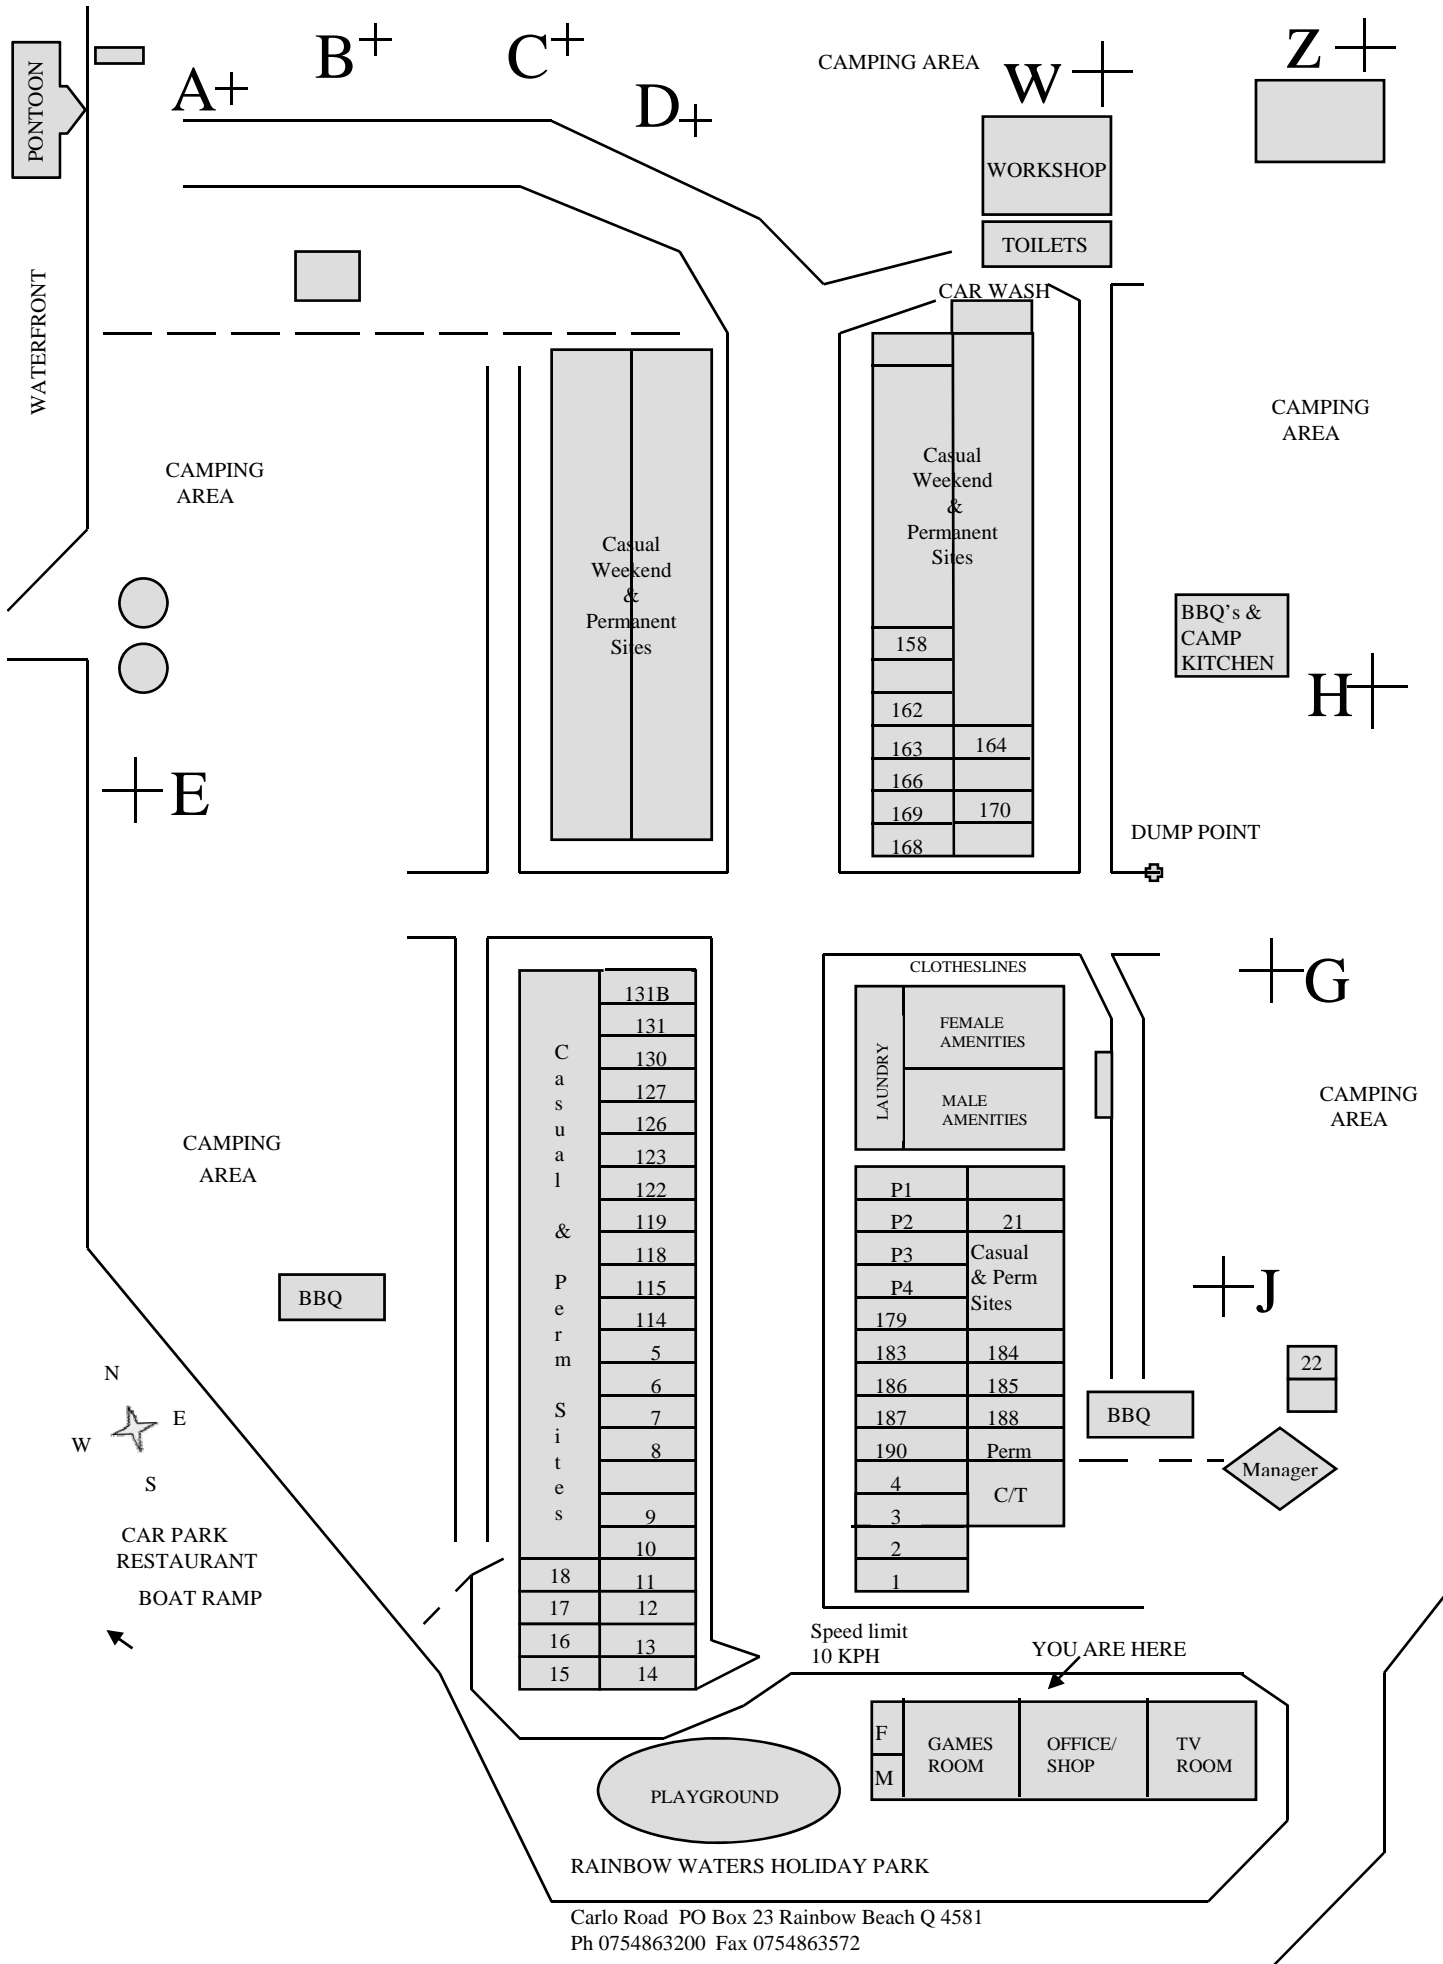 PONTOON
A
B
C
D
CAMPING AREA
W
Z
WORKSHOP
TOILETS
WATERFRONT
CAR WASH
CAMPING
AREA
CAMPING
AREA
Casual
Weekend
&
Permanent
Sites
Casual
Weekend
&
Permanent
Sites
158
162
163
164
166
169
170
168
BBQ's &
CAMP
KITCHEN
H
E
DUMP POINT
G
CLOTHESLINES
LAUNDRY
FEMALE
AMENITIES
MALE
AMENITIES
CAMPING
AREA
CAMPING
AREA
Casual & Perm Sites
131B
131
130
127
126
123
122
119
118
115
114
5
6
7
8
9
10
18
11
17
12
16
13
15
14
P1
P2
21
P3
P4
Casual
& Perm
Sites
179
183
184
186
185
187
188
190
Perm
4
C/T
3
2
1
J
22
BBQ
BBQ
Manager
N
E
W
S
CAR PARK
RESTAURANT
BOAT RAMP
Speed limit
10 KPH
YOU ARE HERE
F
M
GAMES
ROOM
OFFICE/
SHOP
TV
ROOM
PLAYGROUND
RAINBOW WATERS HOLIDAY PARK
Carlo Road PO Box 23 Rainbow Beach Q 4581
Ph 0754863200 Fax 0754863572